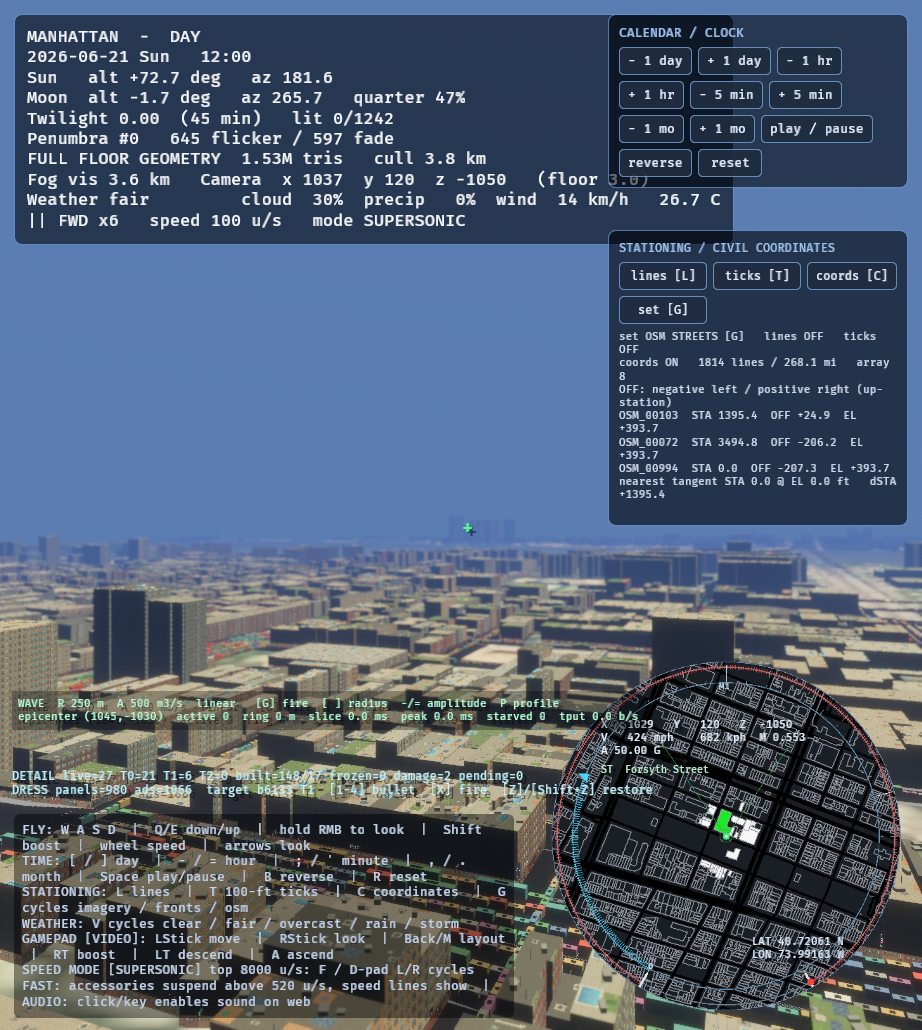 MANHATTAN  -  DAY
2026-06-21 Sun   12:00
Sun   alt +72.7 deg   az 181.6
Moon  alt -1.7 deg   az 265.7   quarter 47%
Twilight 0.00  (45 min)   lit 0/1242
Penumbra #0   645 flicker / 597 fade
FULL FLOOR GEOMETRY  1.53M tris   cull 3.8 km
Fog vis 3.6 km   Camera  x 1037  y 120  z -1050   (floor 3.0)
Weather fair        cloud  30%  precip   0%  wind  14 km/h   26.7 C
|| FWD x6   speed 100 u/s   mode SUPERSONIC
CALENDAR / CLOCK
- 1 day  + 1 day  - 1 hr
+ 1 hr  - 5 min  + 5 min
- 1 mo  + 1 mo  play / pause
reverse  reset
STATIONING / CIVIL COORDINATES
lines [L]  ticks [T]  coords [C]
set [G]
set OSM STREETS [G]   lines OFF   ticks
OFF
coords ON   1814 lines / 268.1 mi   array
8
OFF: negative left / positive right (up-
station)
OSM_00103  STA 1395.4  OFF +24.9  EL
+393.7
OSM_00072  STA 3494.8  OFF -206.2  EL
+393.7
OSM_00994  STA 0.0  OFF -207.3  EL +393.7
nearest tangent STA 0.0 @ EL 0.0 ft   dSTA
+1395.4
WAVE  R 250 m  A 500 m3/s  linear   [G] fire  [ ] radius  -/= amplitude  P profile
epicenter (1045,-1030)  active 0  ring 0 m  slice 0.0 ms  peak 0.0 ms  starved 0  tput 0.0 b/s
DETAIL live=27 T0=21 T1=6 T2=0 built=148/17 frozen=0 damage=2 pending=0
DRESS panels=980 ads=1066  target b6133 T1  [1-4] bullet  [X] fire  [Z]/[Shift+Z] restore
FLY: W A S D  |  Q/E down/up  |  hold RMB to look  |  Shift
boost  |  wheel speed  |  arrows look
TIME: [ / ] day  |  - / = hour  |  ; / ' minute  |  , / .
month  |  Space play/pause  |  B reverse  |  R reset
STATIONING: L lines  |  T 100-ft ticks  |  C coordinates  |  G
cycles imagery / fronts / osm
WEATHER: V cycles clear / fair / overcast / rain / storm
GAMEPAD [VIDEO]: LStick move  |  RStick look  |  Back/M layout
|  RT boost  |  LT descend  |  A ascend
SPEED MODE [SUPERSONIC] top 8000 u/s: F / D-pad L/R cycles
FAST: accessories suspend above 520 u/s, speed lines show  |
AUDIO: click/key enables sound on web
X  1029   Y   120   Z  -1050
V   424 mph    682 kph  M 0.553
A 50.00 G
ST  Forsyth Street
LAT 40.72061 N
LON 73.99163 W